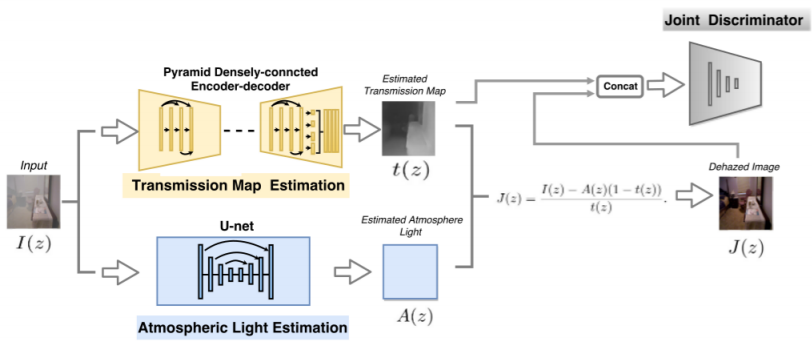 Joint Discriminator
Pyramid Densely-conncted
Encoder-decoder
Estimated
Transmission Map
Concat
Input
I(z)
Transmission Map Estimation
t(z)
J(z) = \frac{I(z) - A(z)(1 - t(z))}{t(z)}.
Dehazed Image
J(z)
U-net
Estimated Atmosphere
Light
A(z)
Atmospheric Light Estimation